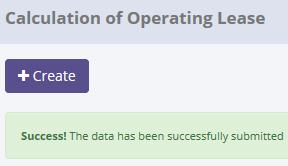 Calculation of Operating Lease
+ Create
Success! The data has been successfully submitted